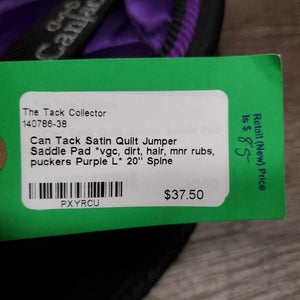 The Tack Collector
140786-38
Can Tack Satin Quilt Jumper
Saddle Pad *vgc, dirt, hair, mnr rubs,
puckers Purple L* 20" Spine
PXYRCU
$37.50
Retail (New) Price
is $ 85